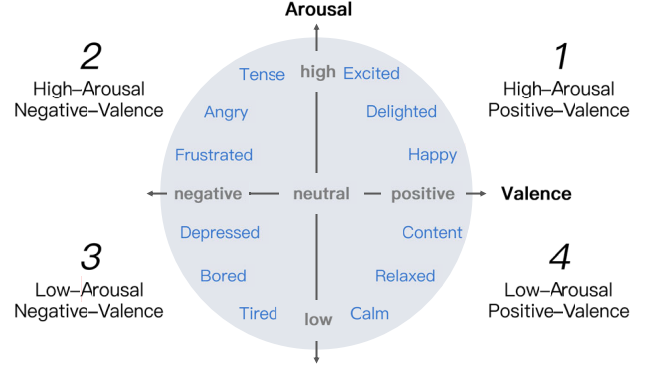 Arousal
2
High–Arousal
Negative–Valence
1
High–Arousal
Positive–Valence
Tense
high
Excited
Angry
Delighted
Frustrated
Happy
negative
neutral
positive
Valence
Depressed
Content
3
Low–Arousal
Negative–Valence
4
Low–Arousal
Positive–Valence
Bored
Relaxed
Tired
low
Calm